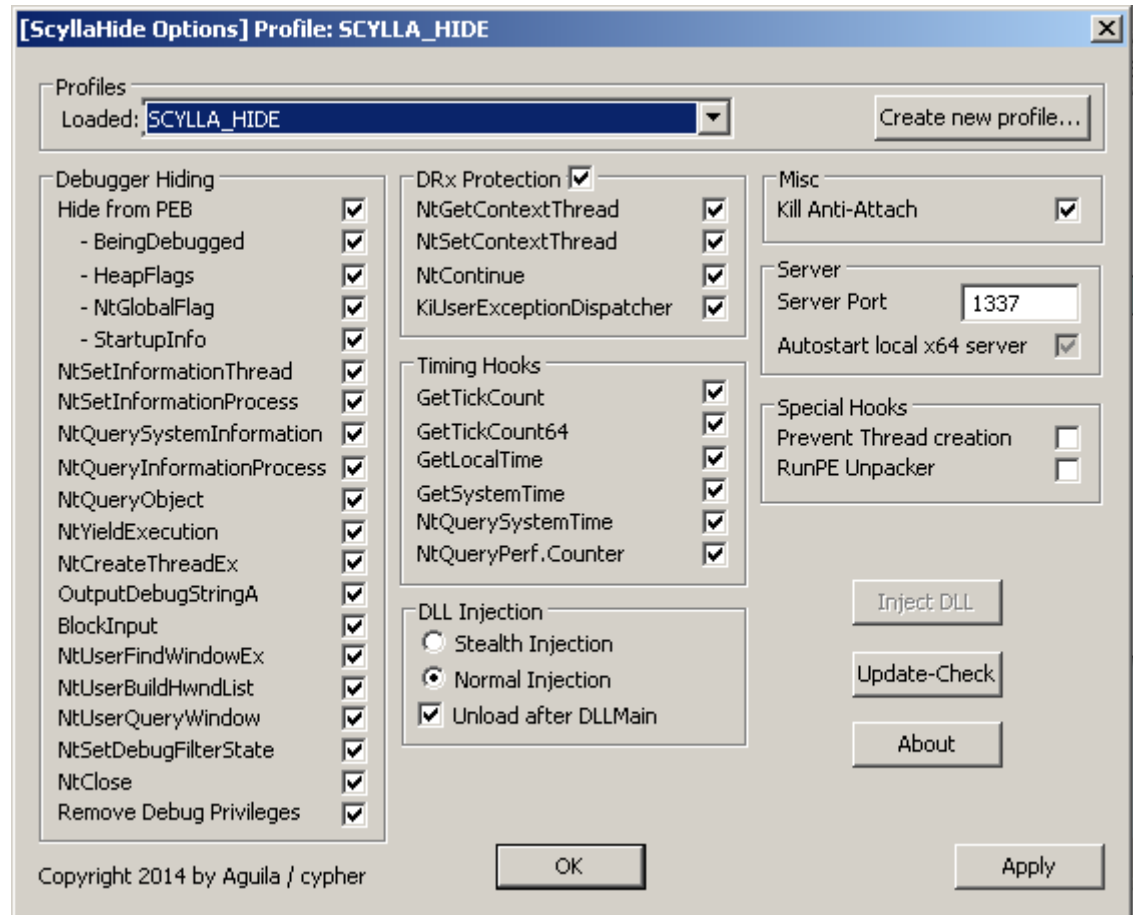 [ScyllaHide Options] Profile: SCYLLA_HIDE
Profiles
Loaded: SCYLLA_HIDE
Create new profile...
Debugger Hiding
Hide from PEB
- BeingDebugged
- HeapFlags
- NtGlobalFlag
- StartupInfo
NtSetInformationThread
NtSetInformationProcess
NtQuerySystemInformation
NtQueryInformationProcess
NtQueryObject
NtYieldExecution
NtCreateThreadEx
OutputDebugStringA
BlockInput
NtUserFindWindowEx
NtUserBuildHwndList
NtUserQueryWindow
NtSetDebugFilterState
NtClose
Remove Debug Privileges
DRx Protection
NtGetContextThread
NtSetContextThread
NtContinue
KiUserExceptionDispatcher
Timing Hooks
GetTickCount
GetTickCount64
GetLocalTime
GetSystemTime
NtQuerySystemTime
NtQueryPerf.Counter
DLL Injection
Stealth Injection
Normal Injection
Unload after DLLMain
Misc
Kill Anti-Attach
Server
Server Port 1337
Autostart local x64 server
Special Hooks
Prevent Thread creation
RunPE Unpacker
Inject DLL
Update-Check
About
Copyright 2014 by Aguila / cypher
OK
Apply